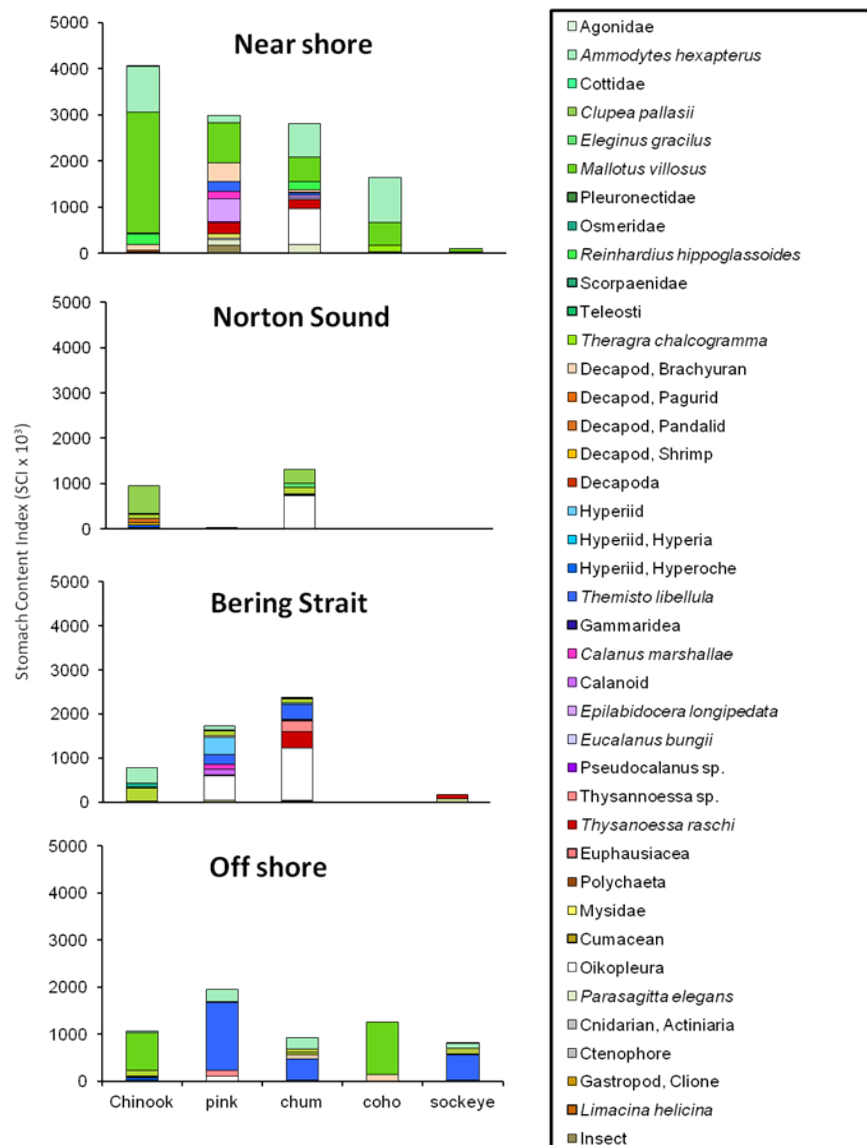 Stomach Content Index (SCI x 10³)
Near shore
5000
4000
3000
2000
1000
0
Norton Sound
5000
4000
3000
2000
1000
0
Bering Strait
5000
4000
3000
2000
1000
0
Off shore
5000
4000
3000
2000
1000
0
Chinook pink chum coho sockeye
Agonidae
Ammodytes hexapterus
Cottidae
Clupea pallasii
Eleginus gracilus
Mallotus villosus
Pleuronectidae
Osmeridae
Reinhardius hippoglassoides
Scorpaenidae
Teleosti
Theragra chalcogramma
Decapod, Brachyuran
Decapod, Pagurid
Decapod, Pandalid
Decapod, Shrimp
Decapoda
Hyperiid
Hyperiid, Hyperia
Hyperiid, Hyperoche
Themisto libellula
Gammaridea
Calanus marshallae
Calanoid
Epilabidocera longipedata
Eucalanus bungii
Pseudocalanus sp.
Thysannoessa sp.
Thysanoessa raschi
Euphausiacea
Polychaeta
Mysidae
Cumacean
Oikopleura
Parasagitta elegans
Cnidarian, Actiniaria
Ctenophore
Gastropod, Clione
Limacina helicina
Insect